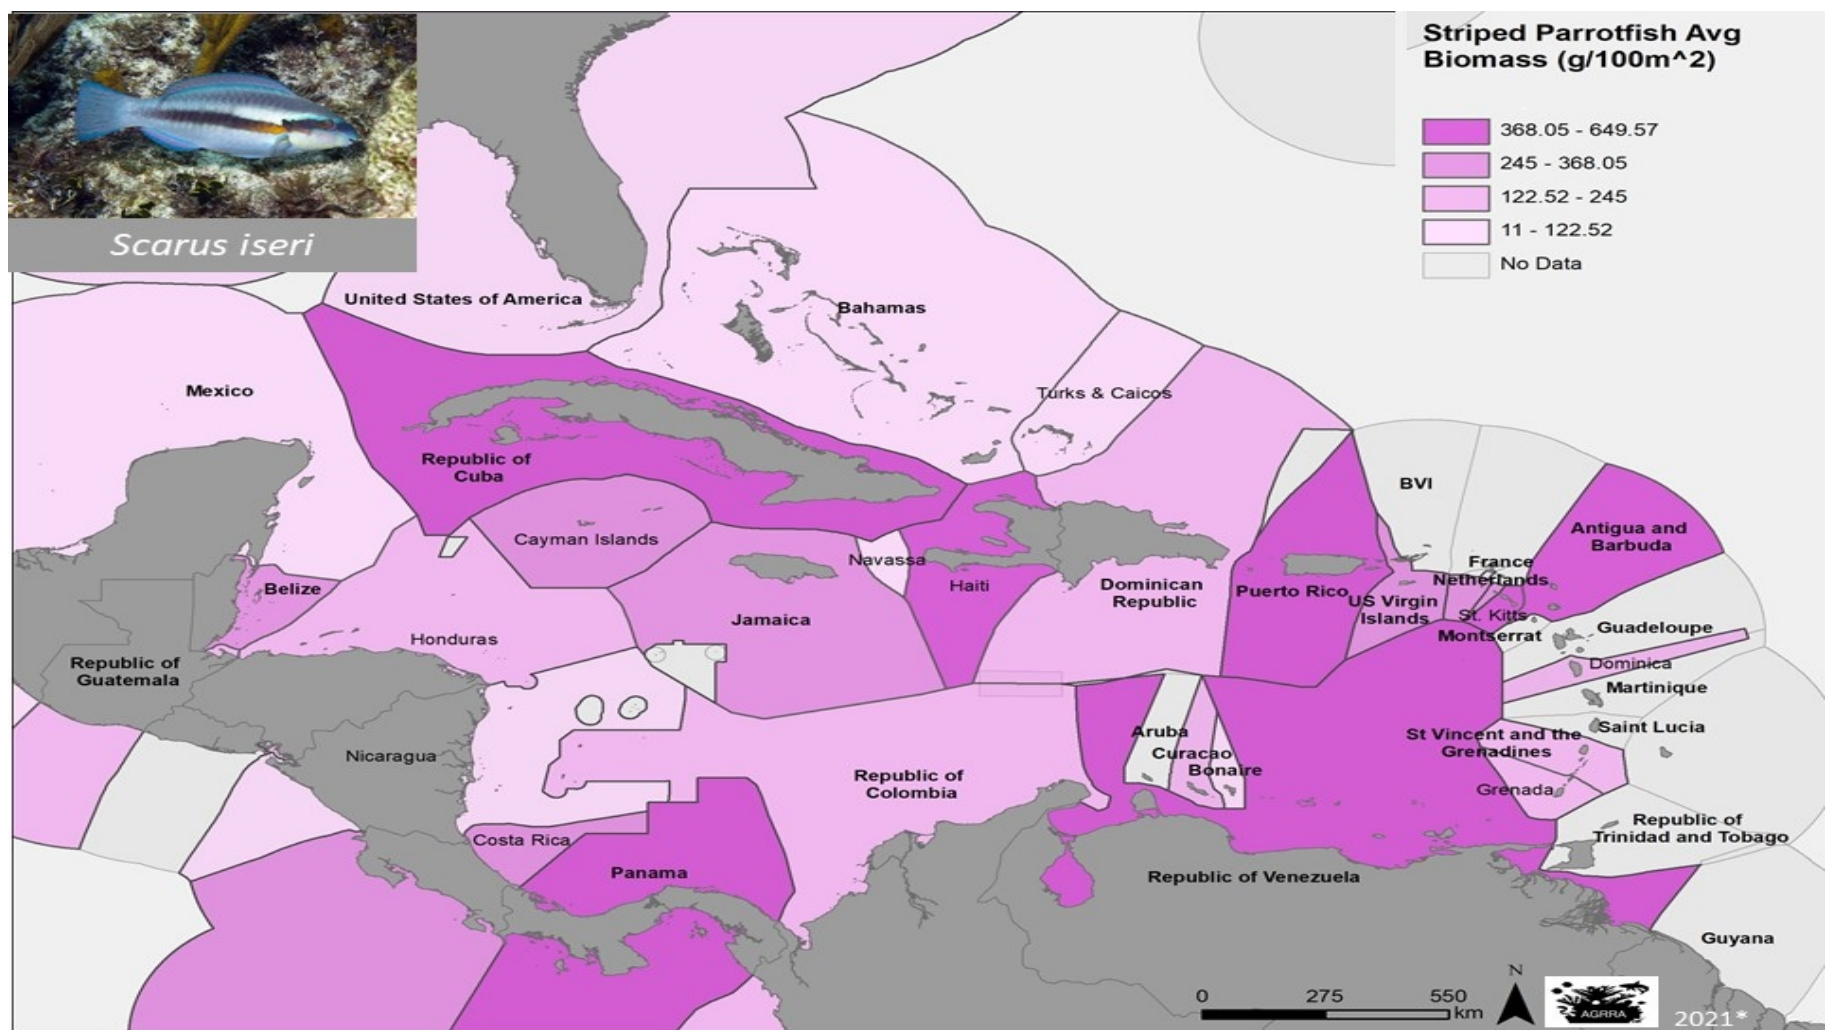 Scarus iseri
Striped Parrotfish Avg
Biomass (g/100m^2)
368.05 - 649.57
245 - 368.05
122.52 - 245
11 - 122.52
No Data
United States of America
Bahamas
Mexico
Turks & Caicos
Republic of
Cuba
BVI
Cayman Islands
Antigua and
Barbuda
Navassa
France
Netherlands
Belize
Haiti
Dominican
Republic
Puerto Rico
US Virgin
Islands
St. Kitts
Jamaica
Honduras
Montserrat
Guadeloupe
Republic of
Guatemala
Dominica
Martinique
Saint Lucia
Aruba
St Vincent and the
Grenadines
Nicaragua
Curacao
Bonaire
Republic of
Colombia
Grenada
Republic of
Trinidad and Tobago
Costa Rica
Panama
Republic of Venezuela
Guyana
N
0 275 550
km
AGRRA
2021*